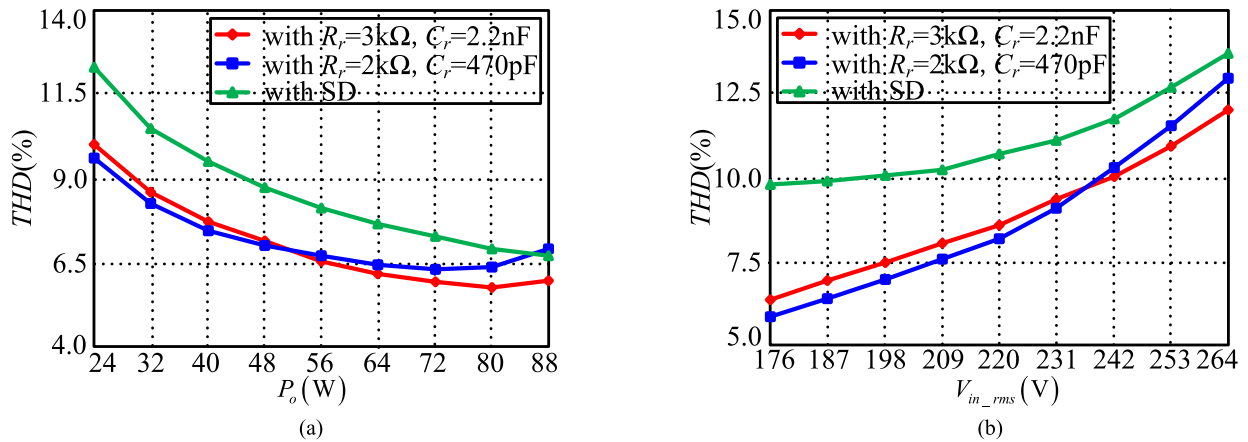 14.0
with Rr=3kΩ, Cr=2.2nF
with Rr=2kΩ, Cr=470pF
with SD
11.5
THD(%)
9.0
6.5
4.0
24 32 40 48 56 64 72 80 88
Po(W)
(a)
15.0
with Rr=3kΩ, Cr=2.2nF
with Rr=2kΩ, Cr=470pF
with SD
12.5
THD(%)
10.0
7.5
5.0
176 187 198 209 220 231 242 253 264
Vin_rms(V)
(b)